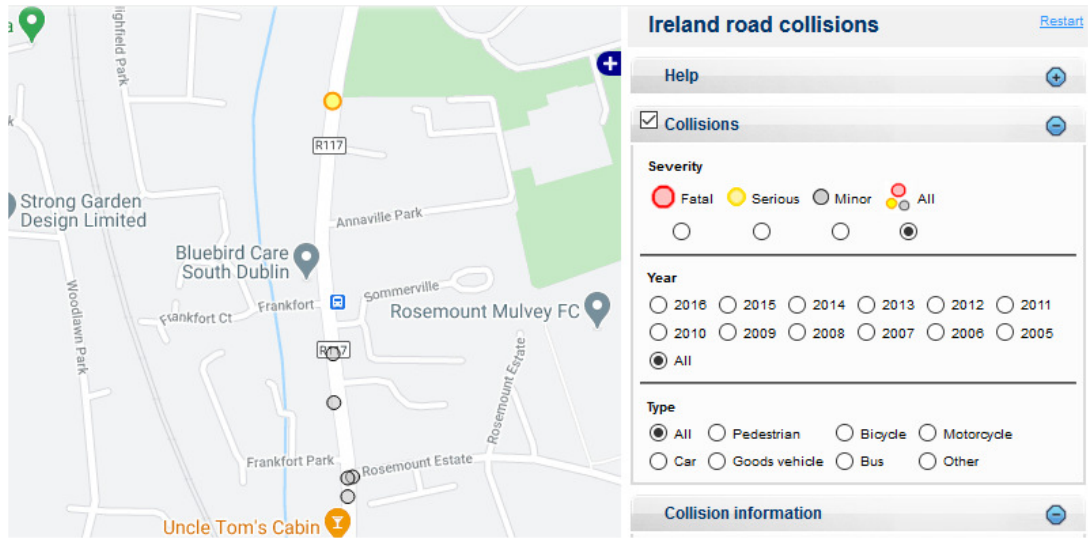 a
ighfield Park
k
R117
Strong Garden
Design Limited
Annaville Park
Bluebird Care
South Dublin
Woodlawn Park
Frankfort
Sommerville
Frankfort Ct
Rosemount Mulvey FC
R117
Rosemount Estate
Frankfort Park
Rosemount Estate
Uncle Tom's Cabin
Ireland road collisions
Restart
Help
Collisions
Severity
Fatal Serious Minor All
Year
2016 2015 2014 2013 2012 2011
2010 2009 2008 2007 2006 2005
All
Type
All Pedestrian Bicycle Motorcycle
Car Goods vehicle Bus Other
Collision information